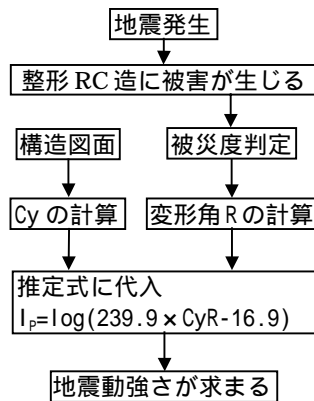 地震発生
整形RC造に被害が生じる
構造図面
被災度判定
Cyの計算
変形角Rの計算
推定式に代入
IP=log(239.9×CyR-16.9)
地震動強さが求まる